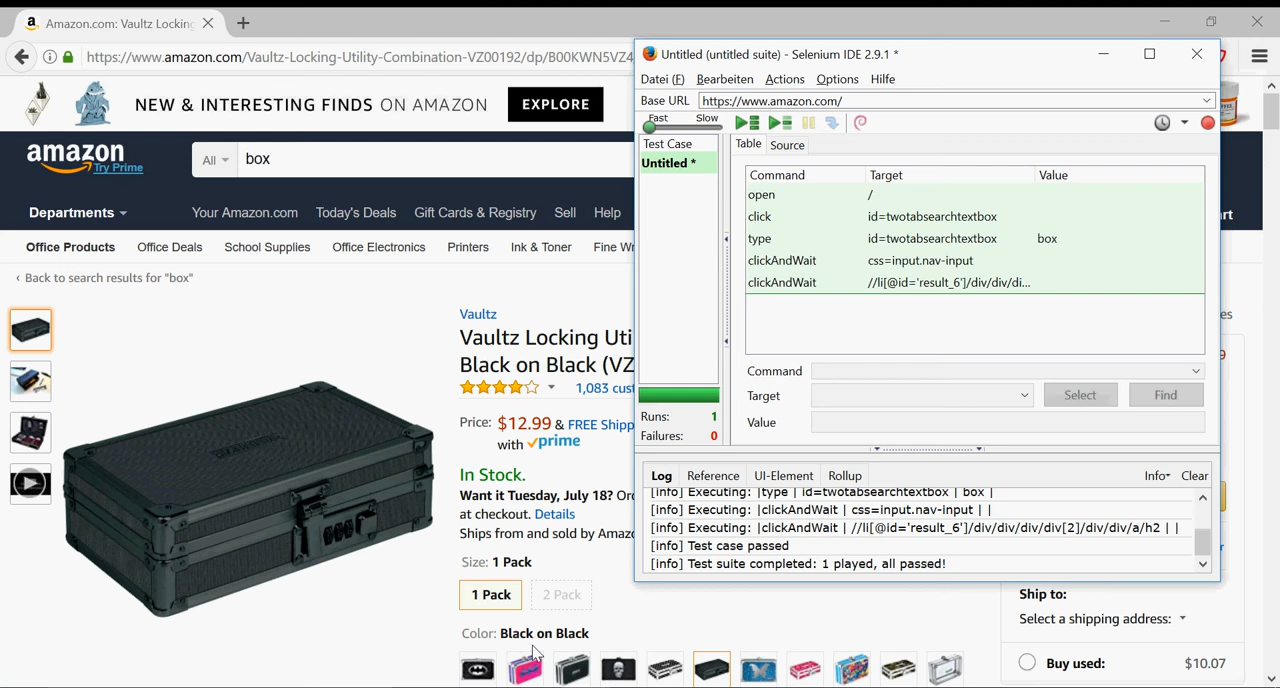 Amazon.com: Vaultz Locking
https://www.amazon.com/Vaultz-Locking-Utility-Combination-VZ00192/dp/B00KWN5VZ4
NEW & INTERESTING FINDS ON AMAZON
EXPLORE
amazon
Try Prime
All
box
Departments
Your Amazon.com
Today's Deals
Gift Cards & Registry
Sell
Help
rt
Office Products
Office Deals
School Supplies
Office Electronics
Printers
Ink & Toner
Fine Wr
‹ Back to search results for "box"
Vaultz
Vaultz Locking Uti
Black on Black (VZ
1,083 cust
Price: $12.99 & FREE Shipp
with prime
In Stock.
Want it Tuesday, July 18? Ord
at checkout. Details
Ships from and sold by Amazo
Size: 1 Pack
1 Pack
2 Pack
Color: Black on Black
Untitled (untitled suite) - Selenium IDE 2.9.1 *
Datei (F)
Bearbeiten
Actions
Options
Hilfe
Base URL
https://www.amazon.com/
Fast
Slow
Test Case
Untitled *
Table
Source
Command
Target
Value
open
/
click
id=twotabsearchtextbox
type
id=twotabsearchtextbox
box
clickAndWait
css=input.nav-input
clickAndWait
//li[@id='result_6']/div/div/di...
Command
Target
Select
Find
Value
Runs: 1
Failures: 0
Log
Reference
UI-Element
Rollup
Info
Clear
[info] Executing: |type | id=twotabsearchtextbox | box |
[info] Executing: |clickAndWait | css=input.nav-input | |
[info] Executing: |clickAndWait | //li[@id='result_6']/div/div/div/div[2]/div/div/a/h2 | |
[info] Test case passed
[info] Test suite completed: 1 played, all passed!
es
9
Ship to:
Select a shipping address:
Buy used:
$10.07